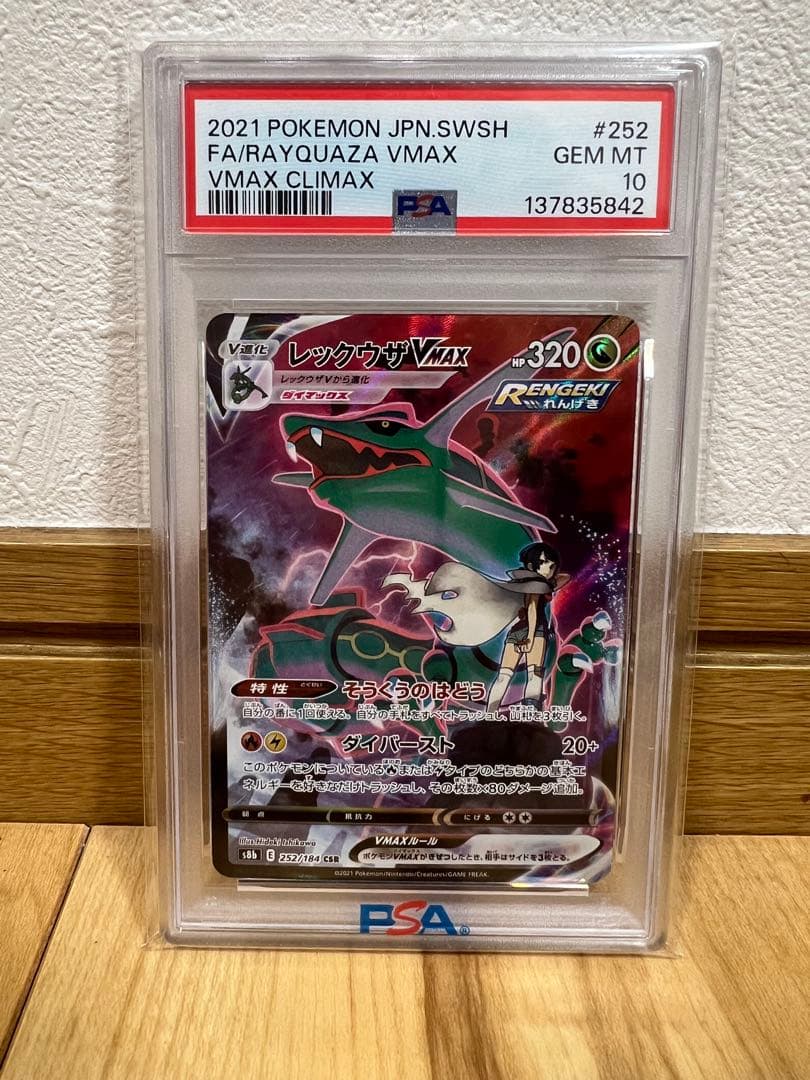 2021 POKEMON JPN.SWSH #252
FA/RAYQUAZA VMAX GEM MT
VMAX CLIMAX 10
PSA 137835842
V進化 レックウザVMAX HP320
レックウザVから進化
ダイマックス
RENGEKI
れんげき
特性 とくせい そうくうのはどう
自分の番に1回使える。自分の手札をすべてトラッシュし、山札を3枚引く。
ダイバースト 20+
このポケモンについている🔥または⚡タイプのどちらかの基本エ
ネルギーを好きなだけトラッシュし、その枚数×80ダメージ追加。
弱点 抵抗力 にげる
Illus. Hideki Ishikawa
VMAXルール
s8b E 252/184 CSR
ポケモンVMAXがきぜつしたとき、相手はサイドを3枚とる。
©2021 Pokémon/Nintendo/Creatures/GAME FREAK.
PSA®